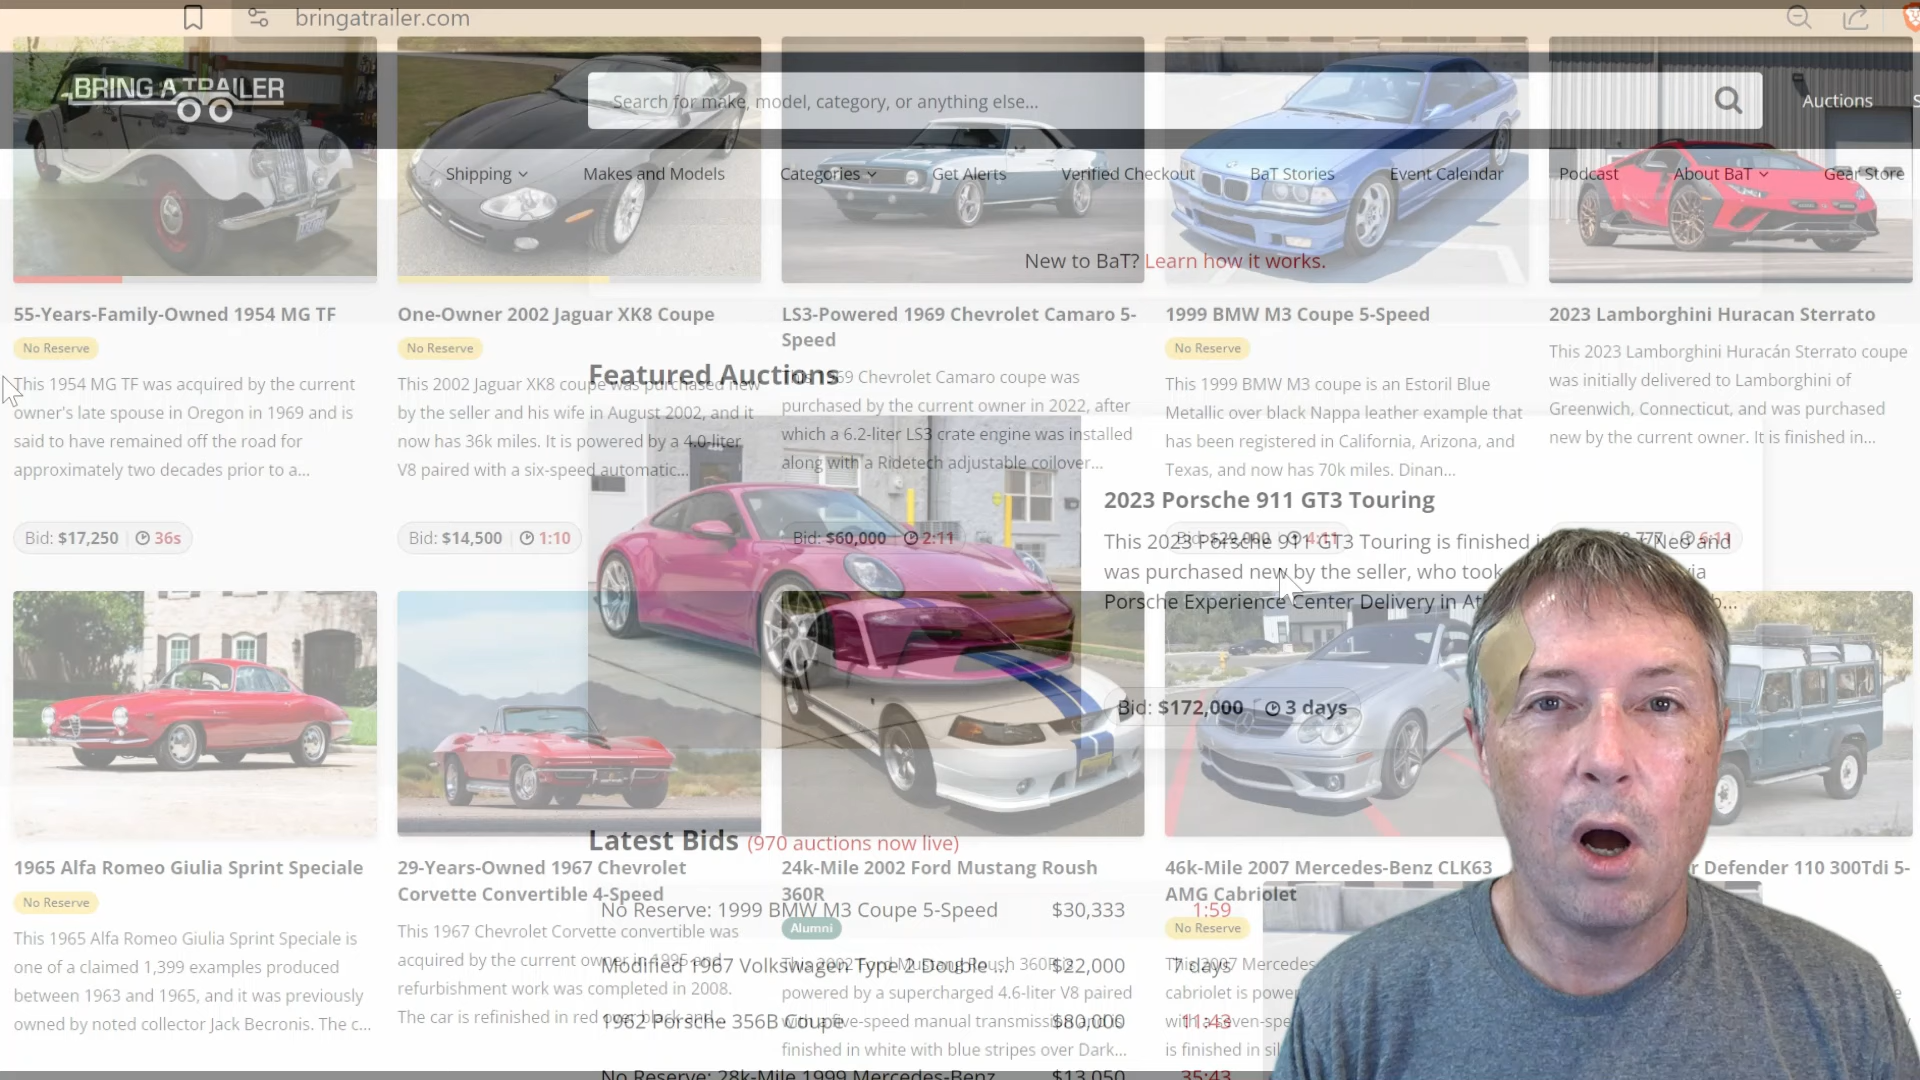 bringatrailer.com
BRING A TRAILER
Search for make, model, category, or anything else...
Auctions
Shipping
Makes and Models
Categories
Get Alerts
Verified Checkout
BaT Stories
Event Calendar
Podcast
About BaT
Gear Store
New to BaT? Learn how it works.
55-Years-Family-Owned 1954 MG TF
No Reserve
This 1954 MG TF was acquired by the current
owner's late spouse in Oregon in 1969 and is
said to have remained off the road for
approximately two decades prior to a...
Bid: $17,250
36s
One-Owner 2002 Jaguar XK8 Coupe
No Reserve
This 2002 Jaguar XK8 coupe was purchased new
by the seller and his wife in August 2002, and it
now has 36k miles. It is powered by a 4.0-liter
V8 paired with a six-speed automatic...
Bid: $14,500
1:10
LS3-Powered 1969 Chevrolet Camaro 5-
Speed
1969 Chevrolet Camaro coupe was
purchased by the current owner in 2022, after
which a 6.2-liter LS3 crate engine was installed
along with a Ridetech adjustable coilover...
Bid: $60,000
2:11
1999 BMW M3 Coupe 5-Speed
No Reserve
This 1999 BMW M3 coupe is an Estoril Blue
Metallic over black Nappa leather example that
has been registered in California, Arizona, and
Texas, and now has 70k miles. Dinan...
4:11
2023 Lamborghini Huracan Sterrato
This 2023 Lamborghini Huracán Sterrato coupe
was initially delivered to Lamborghini of
Greenwich, Connecticut, and was purchased
new by the current owner. It is finished in...
6:11
Featured Auctions
2023 Porsche 911 GT3 Touring
This 2023 Porsche 911 GT3 Touring is finished in and
was purchased new by the seller, who took via
Porsche Experience Center Delivery in
Bid: $172,000
3 days
1965 Alfa Romeo Giulia Sprint Speciale
No Reserve
This 1965 Alfa Romeo Giulia Sprint Speciale is
one of a claimed 1,399 examples produced
between 1963 and 1965, and it was previously
owned by noted collector Jack Becronis. The c...
29-Years-Owned 1967 Chevrolet
Corvette Convertible 4-Speed
This 1967 Chevrolet Corvette convertible was
acquired by the current owner in 1995 and
refurbishment work was completed in 2008.
The car is refinished in red over black and...
24k-Mile 2002 Ford Mustang Roush
360R
Alumni
This 2002 Ford Mustang Roush 360R is
powered by a supercharged 4.6-liter V8 paired
with a five-speed manual transmission and is
finished in white with blue stripes over Dark...
46k-Mile 2007 Mercedes-Benz CLK63
AMG Cabriolet
No Reserve
This 2007 Mercedes
cabriolet is power
with a seven-spe
is finished in sil
Defender 110 300Tdi 5-
Latest Bids (970 auctions now live)
No Reserve: 1999 BMW M3 Coupe 5-Speed $30,333 1:59
Modified 1967 Volkswagen Type 2 Double ... $22,000 7 days
1962 Porsche 356B Coupe $80,000 11:43
No Reserve: 28k-Mile 1999 Mercedes-Benz $13,050 35:43